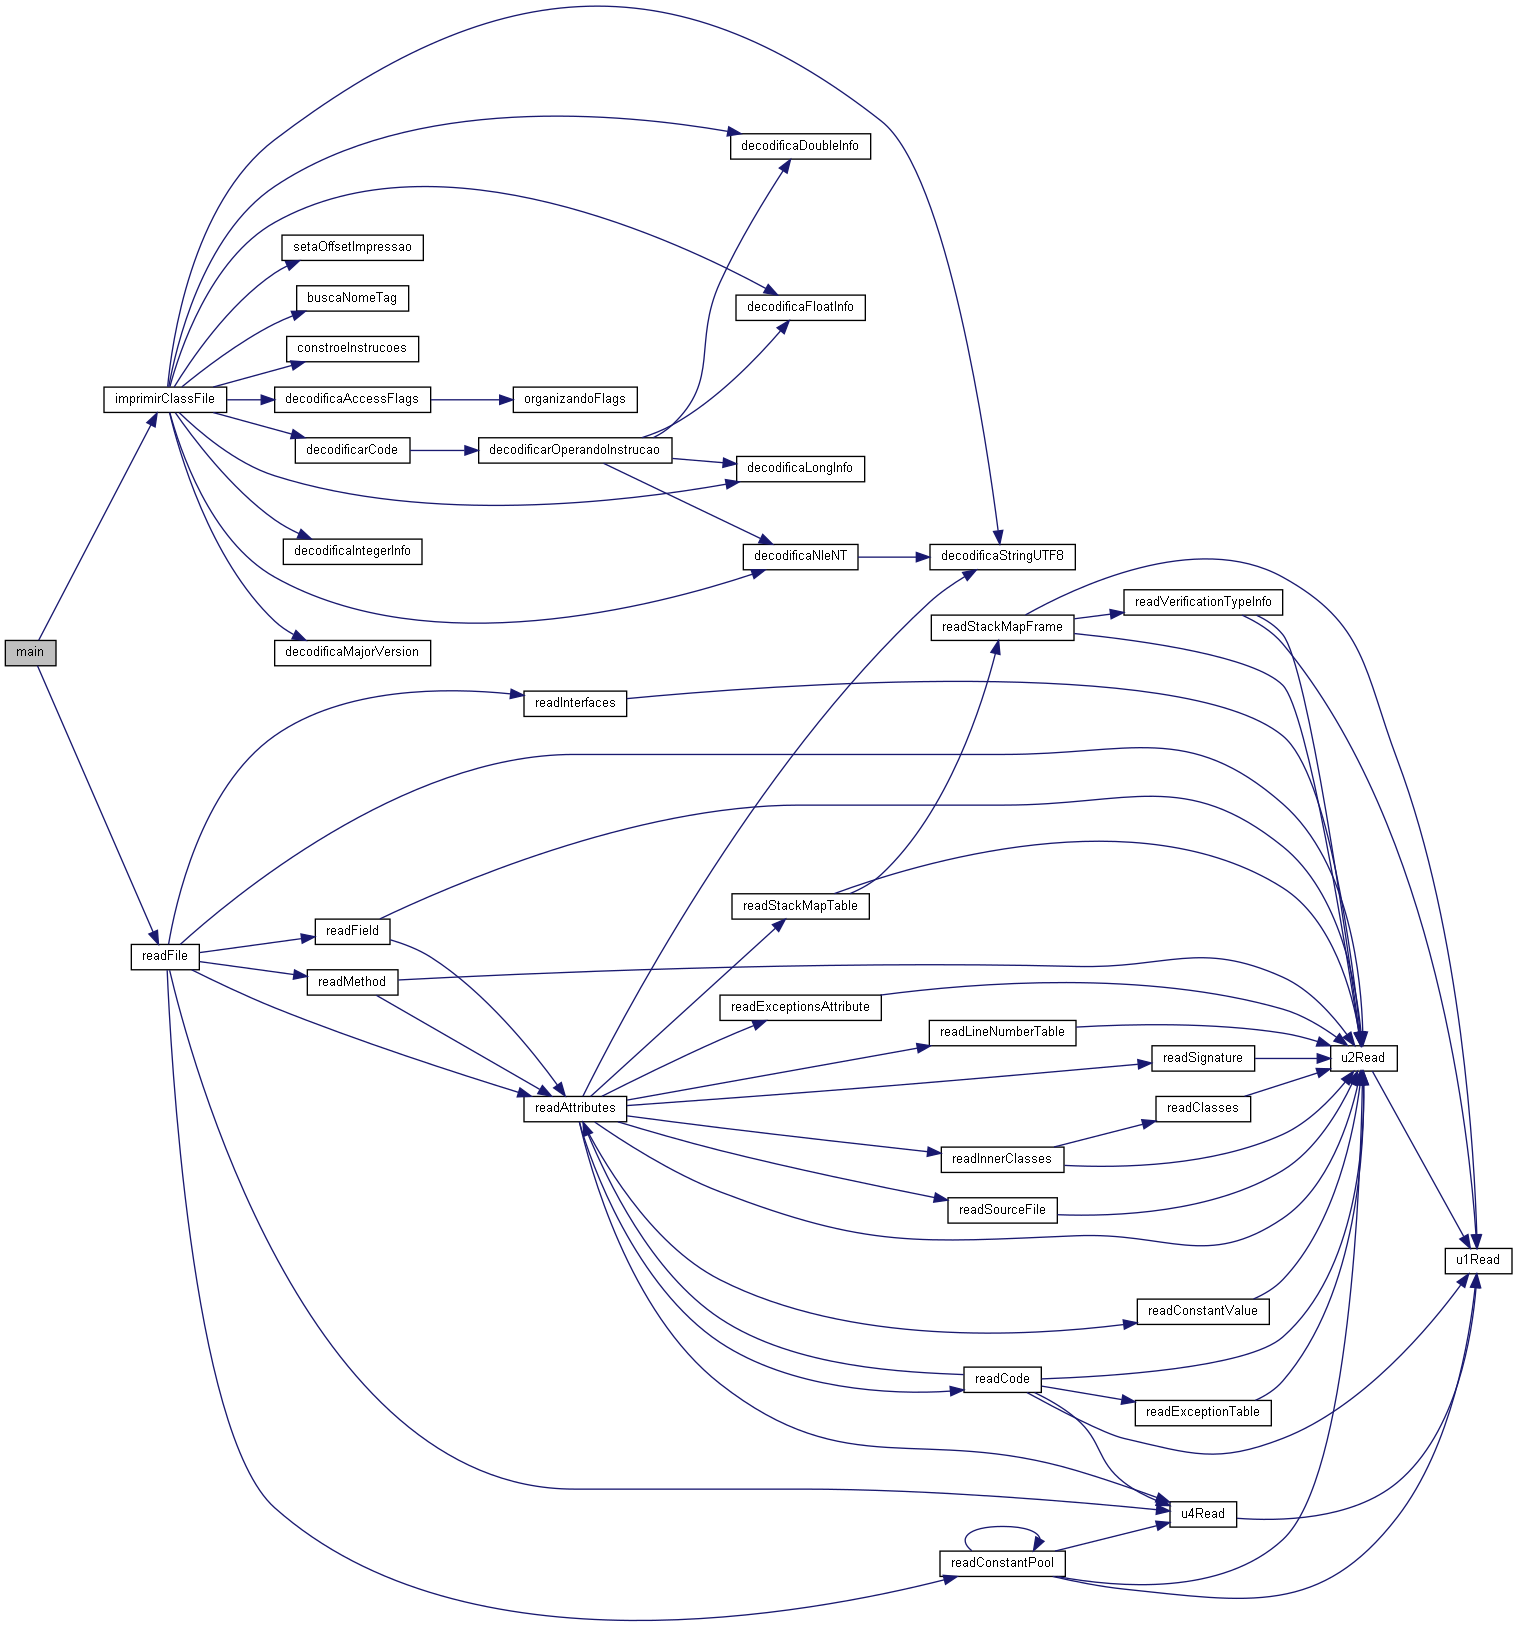 decodificaDoubleInfo
setaOffsetImpressao
buscaNomeTag
decodificaFloatInfo
constroeInstrucoes
imprimirClassFile
decodificaAccessFlags
organizandoFlags
decodificarCode
decodificarOperandoInstrucao
decodificaLongInfo
decodificaIntegerInfo
decodificaNIeNT
decodificaStringUTF8
readVerificationTypeInfo
readStackMapFrame
main
decodificaMajorVersion
readInterfaces
readStackMapTable
readField
readFile
readMethod
readExceptionsAttribute
readLineNumberTable
readSignature
u2Read
readAttributes
readClasses
readInnerClasses
readSourceFile
u1Read
readConstantValue
readCode
readExceptionTable
u4Read
readConstantPool